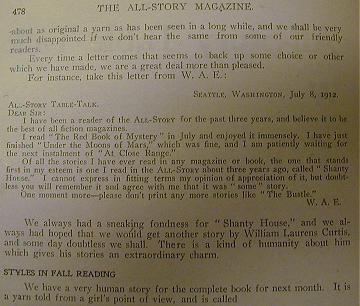 478 THE ALL-STORY MAGAZINE.
about as original a yarn as has been seen in a long while, and we shall be very
much disappointed if we don't hear the same from some of our friendly
readers.
Every time a letter comes that seems to back up some choice or other
which we have made, we are a great deal more than pleased.
For instance, take this letter from W. A. E.:
SEATTLE, WASHINGTON, July 8, 1912.
ALL-STORY TABLE-TALK.
DEAR SIR:
I have been a reader of the ALL-STORY for the past three years, and believe it to be
the best of all fiction magazines.
I read "The Red Book of Mystery" in July and enjoyed it immensely. I have just
finished "Under the Moons of Mars," which was fine, and I am patiently waiting for
the next instalment of "At Close Range."
Of all the stories I have ever read in any magazine or book, the one that stands
first in my esteem is one I read in the ALL-STORY about three years ago, called "Shanty
House." I cannot express in fitting terms my opinion of appreciation of it, but doubt-
less you will remember it and agree with me that it was "some" story.
One moment more—please don't print any more stories like "The Bustle."
W. A. E.
We always had a sneaking fondness for "Shanty House," and we al-
ways had hoped that we would get another story by William Laurens Curtis,
and some day doubtless we shall. There is a kind of humanity about him
which gives his stories an extraordinary charm.
STYLES IN FALL READING
We have a very human story for the complete book for next month. It is
a yarn told from a girl's point of view, and is called